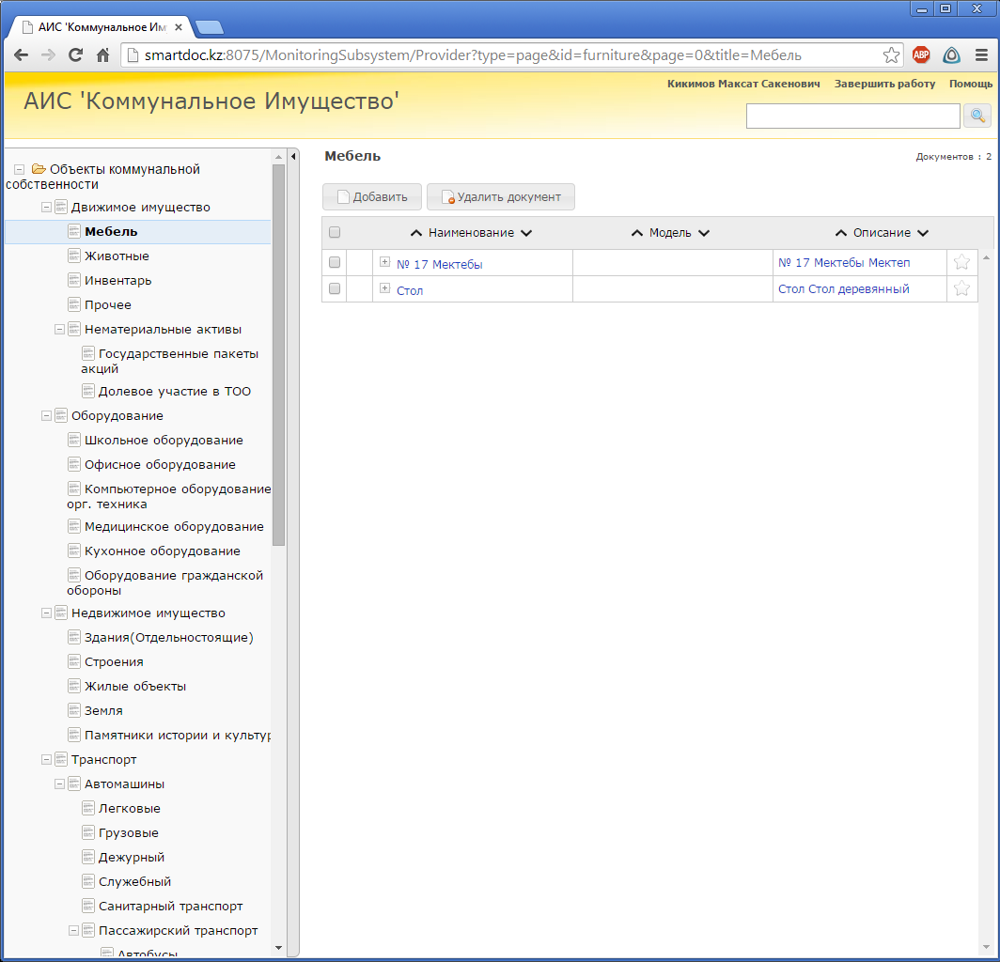 АИС 'Коммунальное Им
smartdoc.kz:8075/MonitoringSubsystem/Provider?type=page&id=furniture&page=0&title=Мебель
ABP
Кикимов Максат Сакенович Завершить работу Помощь
АИС 'Коммунальное Имущество'
Объекты коммунальной
собственности
Движимое имущество
Мебель
Животные
Инвентарь
Прочее
Нематериальные активы
Государственные пакеты
акций
Долевое участие в ТОО
Оборудование
Школьное оборудование
Офисное оборудование
Компьютерное оборудование
орг. техника
Медицинское оборудование
Кухонное оборудование
Оборудование гражданской
обороны
Недвижимое имущество
Здания(Отдельностоящие)
Строения
Жилые объекты
Земля
Памятники истории и культур
Транспорт
Автомашины
Легковые
Грузовые
Дежурный
Служебный
Санитарный транспорт
Пассажирский транспорт
Автобусы
Мебель
Документов : 2
Добавить Удалить документ
Наименование Модель Описание
№ 17 Мектебы № 17 Мектебы Мектеп
Стол Стол Стол деревянный